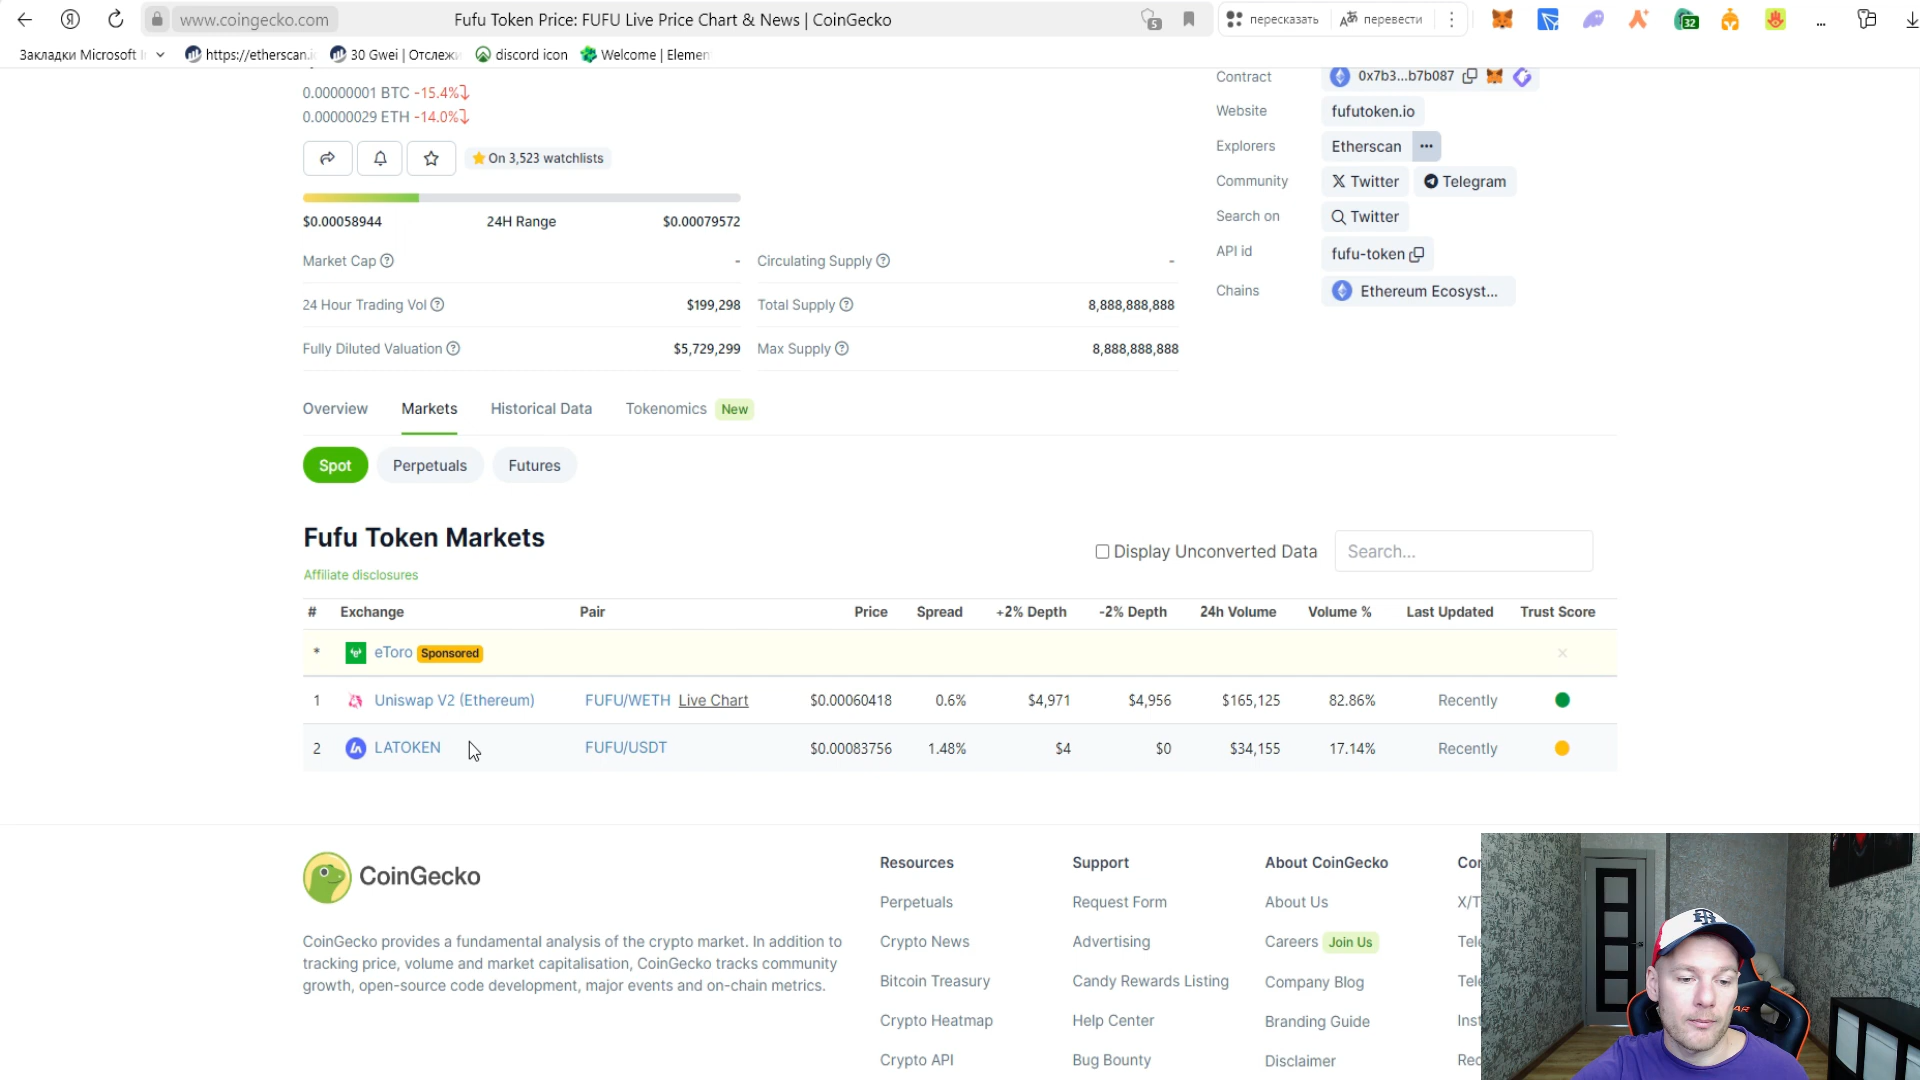 www.coingecko.com
Fufu Token Price: FUFU Live Price Chart & News | CoinGecko
5
пересказать
перевести
32
...
Закладки Microsoft
https://etherscan.
30 Gwei | Отслежи
discord icon
Welcome | Elemen
0.00000001 BTC -15.4%
0.00000029 ETH -14.0%
On 3,523 watchlists
$0.00058944
24H Range
$0.00079572
Market Cap
-
Circulating Supply
-
24 Hour Trading Vol
$199,298
Total Supply
8,888,888,888
Fully Diluted Valuation
$5,729,299
Max Supply
8,888,888,888
Contract
0x7b3...b7b087
Website
fufutoken.io
Explorers
Etherscan
Community
Twitter
Telegram
Search on
Twitter
API id
fufu-token
Chains
Ethereum Ecosyst...
Overview
Markets
Historical Data
Tokenomics
New
Spot
Perpetuals
Futures
Fufu Token Markets
Affiliate disclosures
Display Unconverted Data
Search...
# Exchange Pair Price Spread +2% Depth -2% Depth 24h Volume Volume % Last Updated Trust Score
* eToro Sponsored
1 Uniswap V2 (Ethereum) FUFU/WETH Live Chart $0.00060418 0.6% $4,971 $4,956 $165,125 82.86% Recently
2 LATOKEN FUFU/USDT $0.00083756 1.48% $4 $0 $34,155 17.14% Recently
CoinGecko
CoinGecko provides a fundamental analysis of the crypto market. In addition to
tracking price, volume and market capitalisation, CoinGecko tracks community
growth, open-source code development, major events and on-chain metrics.
Resources
Perpetuals
Crypto News
Bitcoin Treasury
Crypto Heatmap
Crypto API
Support
Request Form
Advertising
Candy Rewards Listing
Help Center
Bug Bounty
About CoinGecko
About Us
Careers Join Us
Company Blog
Branding Guide
Disclaimer
Co
X/T
Tele
Tele
Inst
Rec